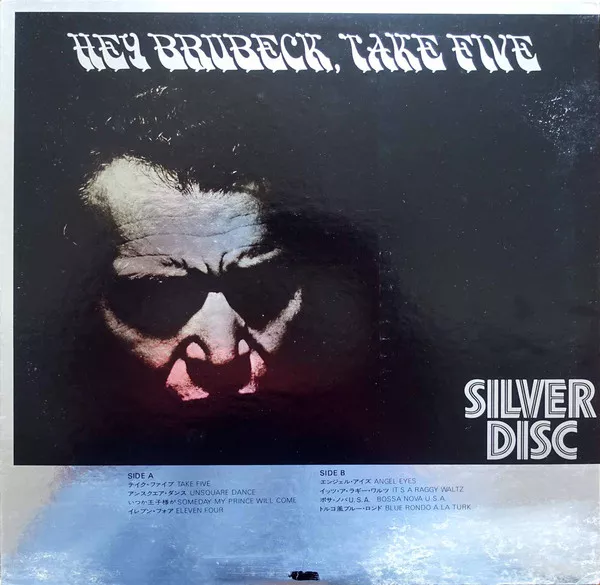 HEY BRUBECK, TAKE FIVE
SILVER
DISC
SIDE A
テイク・ファイブ TAKE FIVE
アンスクエア・ダンス UNSQUARE DANCE
いつか王子様が SOMEDAY MY PRINCE WILL COME
イレブン・フォア ELEVEN FOUR
SIDE B
エンジェル・アイズ ANGEL EYES
イッツ・ア・ラギー・ワルツ IT'S A RAGGY WALTZ
ボサ・ノバU.S.A. BOSSA NOVA U.S.A.
トルコ風ブルー・ロンド BLUE RONDO A LA TURK